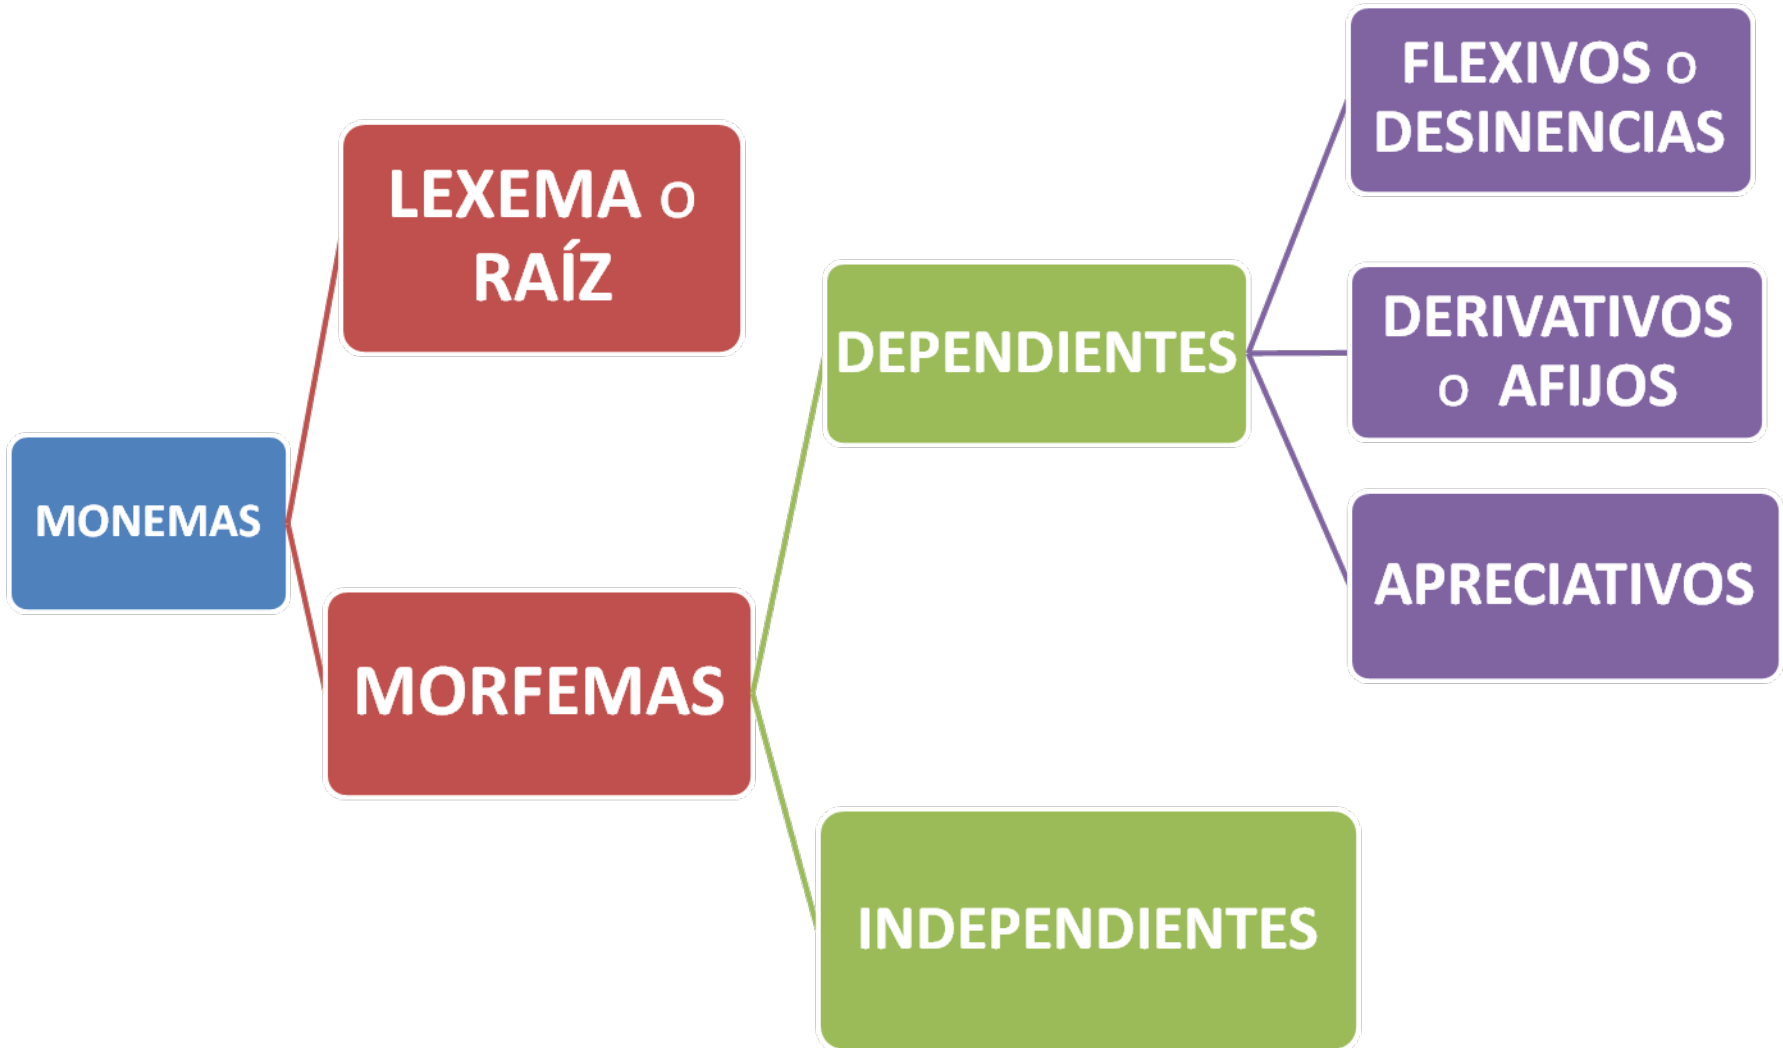 MONEMAS
LEXEMA o
RAÍZ
MORFEMAS
DEPENDIENTES
INDEPENDIENTES
FLEXIVOS o
DESINENCIAS
DERIVATIVOS
o AFIJOS
APRECIATIVOS